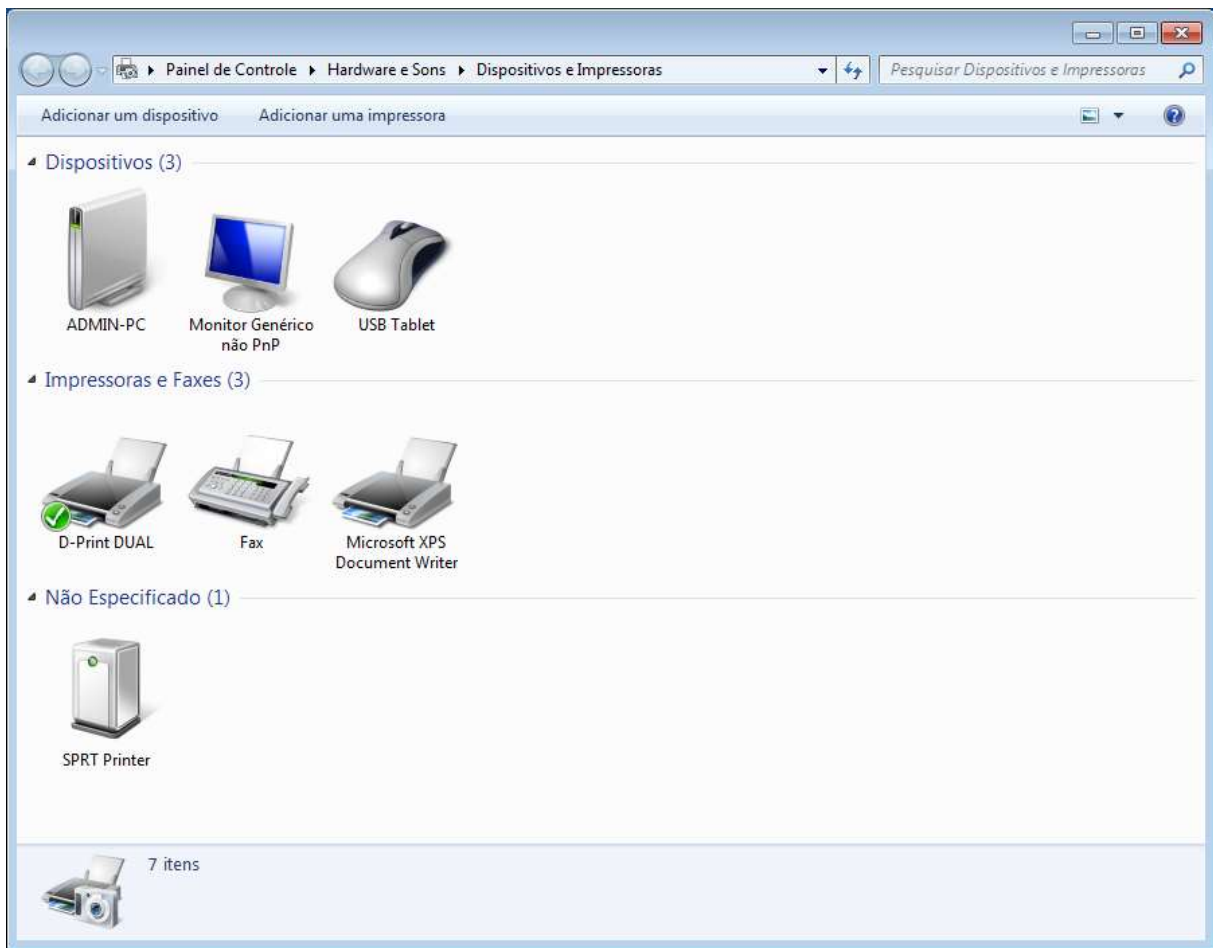 Painel de Controle ▸ Hardware e Sons ▸ Dispositivos e Impressoras
Pesquisar Dispositivos e Impressoras
Adicionar um dispositivo Adicionar uma impressora
Dispositivos (3)
ADMIN-PC
Monitor Genérico
não PnP
USB Tablet
Impressoras e Faxes (3)
D-Print DUAL
Fax
Microsoft XPS
Document Writer
Não Especificado (1)
SPRT Printer
7 itens